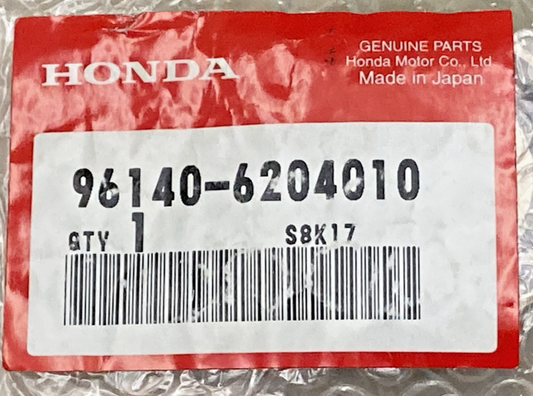 HONDA
GENUINE PARTS
Honda Motor Co., Ltd
Made in Japan
96140-6204010
QTY 1
S8K17